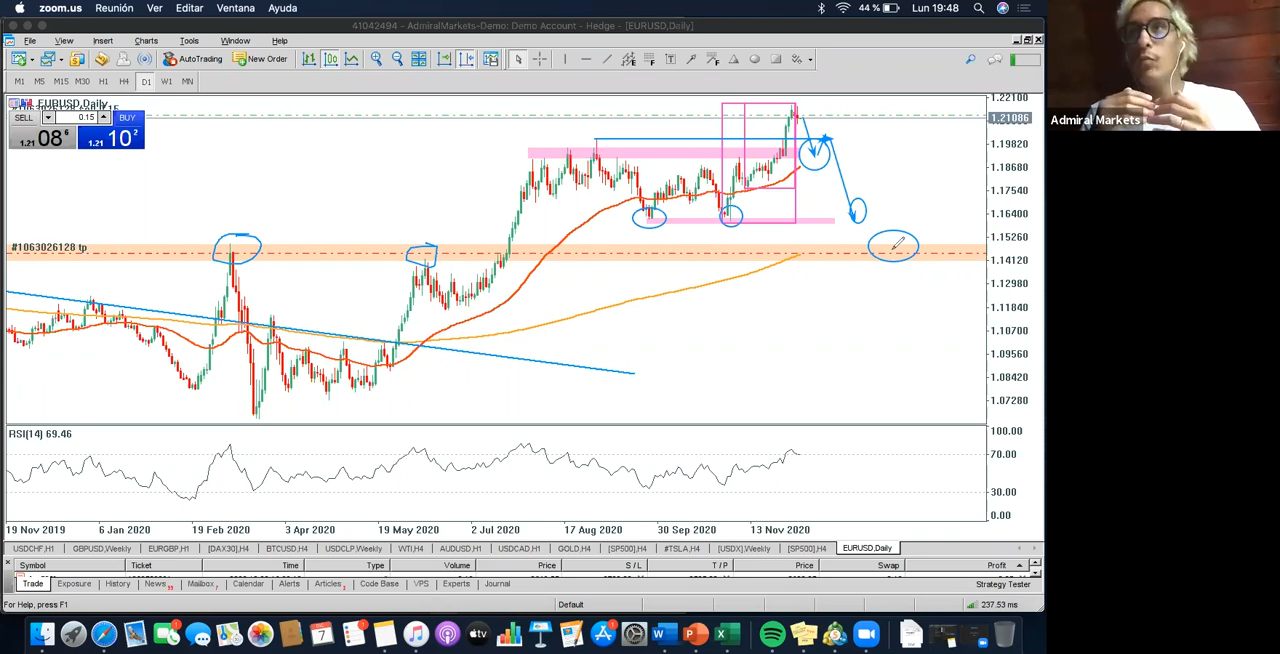 zoom.us Reunión Ver Editar Ventana Ayuda 44 % Lun 19:48
41042494 - AdmiralMarkets-Demo: Demo Account - Hedge - [EURUSD,Daily]
File View Insert Charts Tools Window Help
AutoTrading New Order
M1 M5 M15 M30 H1 H4 D1 W1 MN
EURUSD,Daily
SELL 0.15 BUY
1.21 08 6 1.21 10 2
Admiral Markets
1.22100
1.21086
1.19820
1.18680
1.17540
1.16400
1.15260
1.14120
1.12980
1.11840
1.10700
1.09560
1.08420
1.07280
#1063026128 tp
RSI(14) 69.46
100.00
70.00
30.00
0.00
19 Nov 2019 6 Jan 2020 19 Feb 2020 3 Apr 2020 19 May 2020 2 Jul 2020 17 Aug 2020 30 Sep 2020 13 Nov 2020
USDCHF,H1 GBPUSD,Weekly EURGBP,H1 [DAX30],H4 BTCUSD,H4 USDCLP,Weekly WTI,H4 AUDUSD,H1 USDCAD,H1 GOLD,H4 [SP500],H4 #TSLA,H4 [USDX],Weekly [SP500],H4 EURUSD,Daily
Symbol Ticket Time Type Volume Price S / L T / P Price Swap Profit
Trade Exposure History News Mailbox Calendar Alerts Articles Code Base VPS Experts Journal Strategy Tester
For Help, press F1 Default 237.53 ms